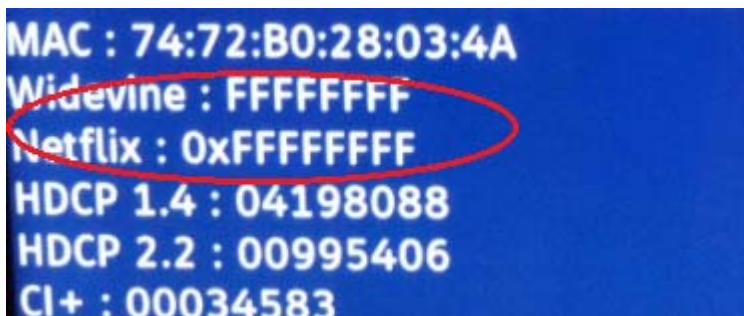 MAC : 74:72:B0:28:03:4A
Widevine : FFFFFFFF
Netflix : 0xFFFFFFFF
HDCP 1.4 : 04198088
HDCP 2.2 : 00995406
CI+ : 00034583